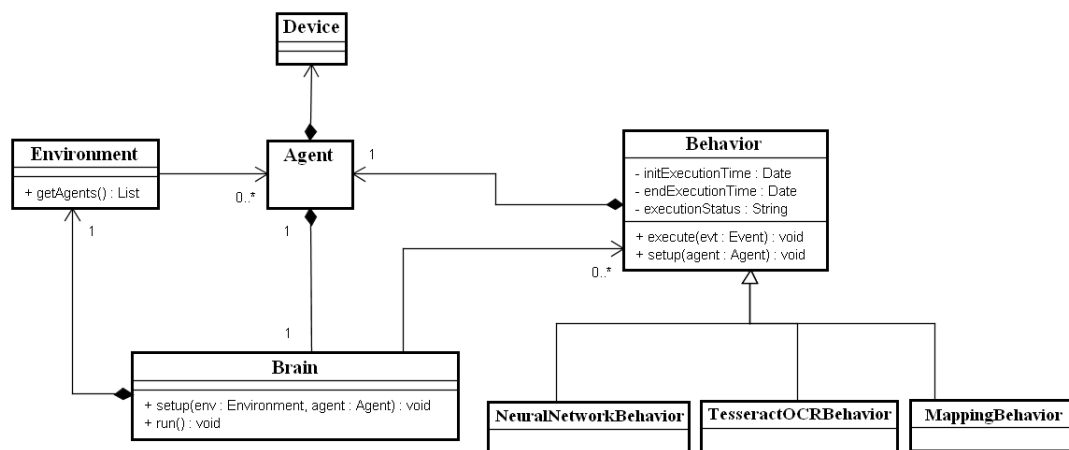 Device
Environment
+ getAgents() : List
1
0..*
Agent
1
1
1
Behavior
- initExecutionTime : Date
- endExecutionTime : Date
- executionStatus : String
+ execute(evt : Event) : void
+ setup(agent : Agent) : void
0..*
Brain
+ setup(env : Environment, agent : Agent) : void
+ run() : void
NeuralNetworkBehavior
TesseractOCRBehavior
MappingBehavior